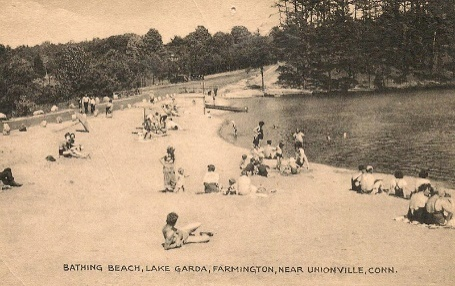 BATHING BEACH, LAKE GARDA, FARMINGTON, NEAR UNIONVILLE, CONN.